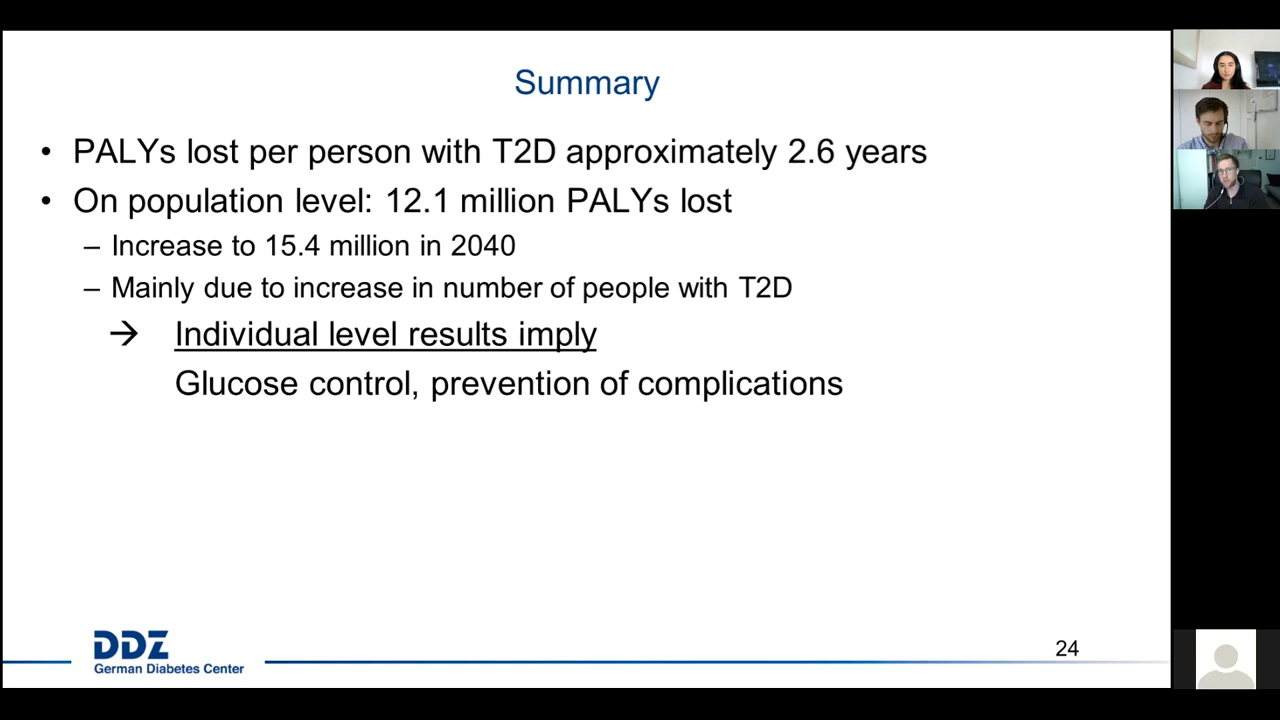 Summary
• PALYs lost per person with T2D approximately 2.6 years
• On population level: 12.1 million PALYs lost
– Increase to 15.4 million in 2040
– Mainly due to increase in number of people with T2D
→ Individual level results imply
Glucose control, prevention of complications
DDZ
German Diabetes Center
24